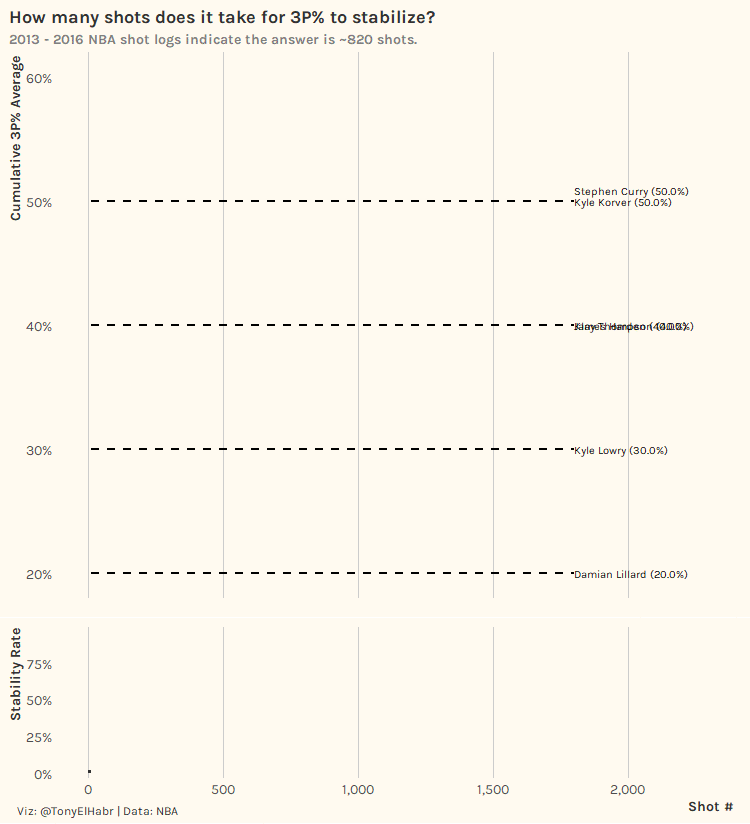 How many shots does it take for 3P% to stabilize?
2013 - 2016 NBA shot logs indicate the answer is ~820 shots.
Cumulative 3P% Average
60%
50%
40%
30%
20%
Stephen Curry (50.0%)
Kyle Korver (50.0%)
Kyle Lowry (30.0%)
Damian Lillard (20.0%)
Stability Rate
75%
50%
25%
0%
0
500
1,000
1,500
2,000
Shot #
Viz: @TonyElHabr | Data: NBA